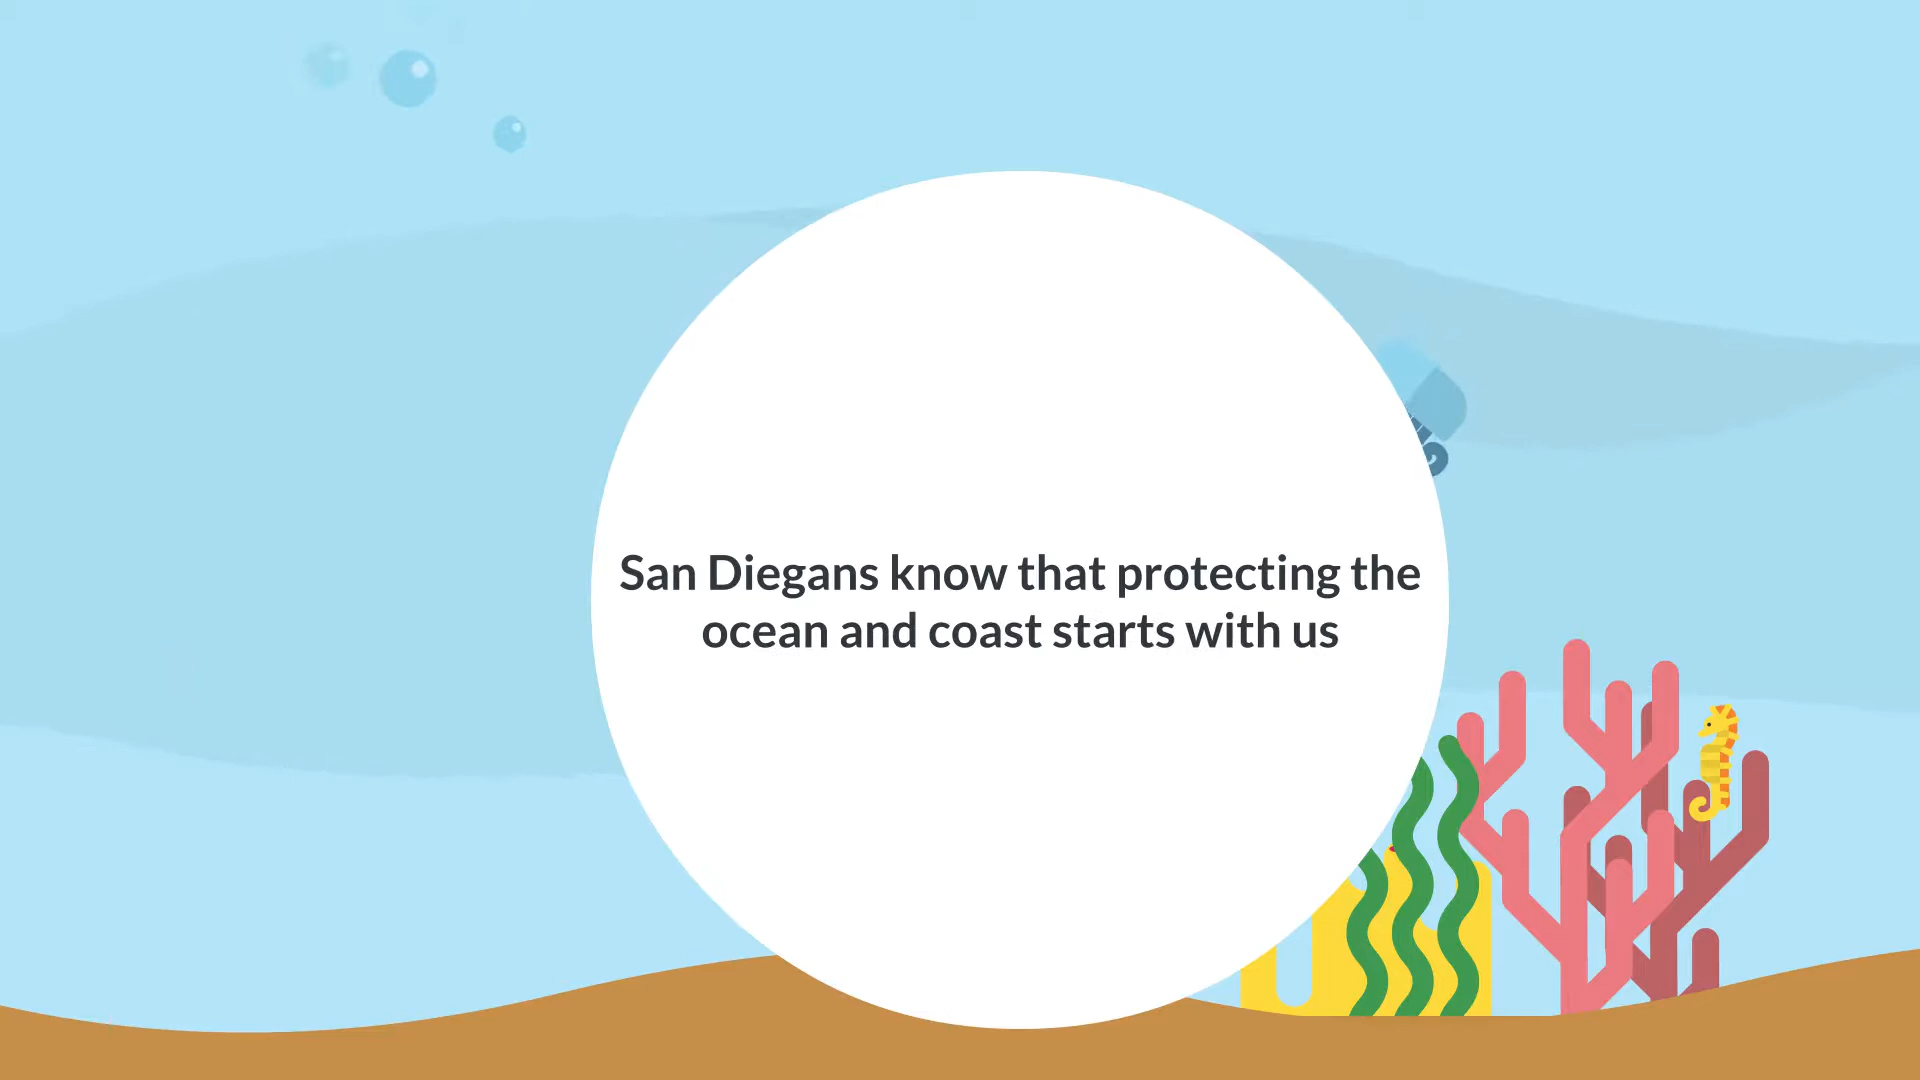 San Diegans know that protecting the
ocean and coast starts with us